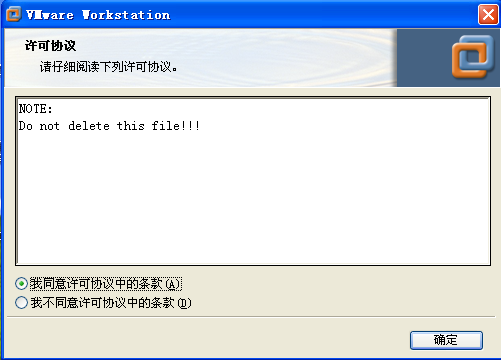 VMware Workstation
许可协议
请仔细阅读下列许可协议。
NOTE:
Do not delete this file!!!
我同意许可协议中的条款(A)
我不同意许可协议中的条款(D)
确定